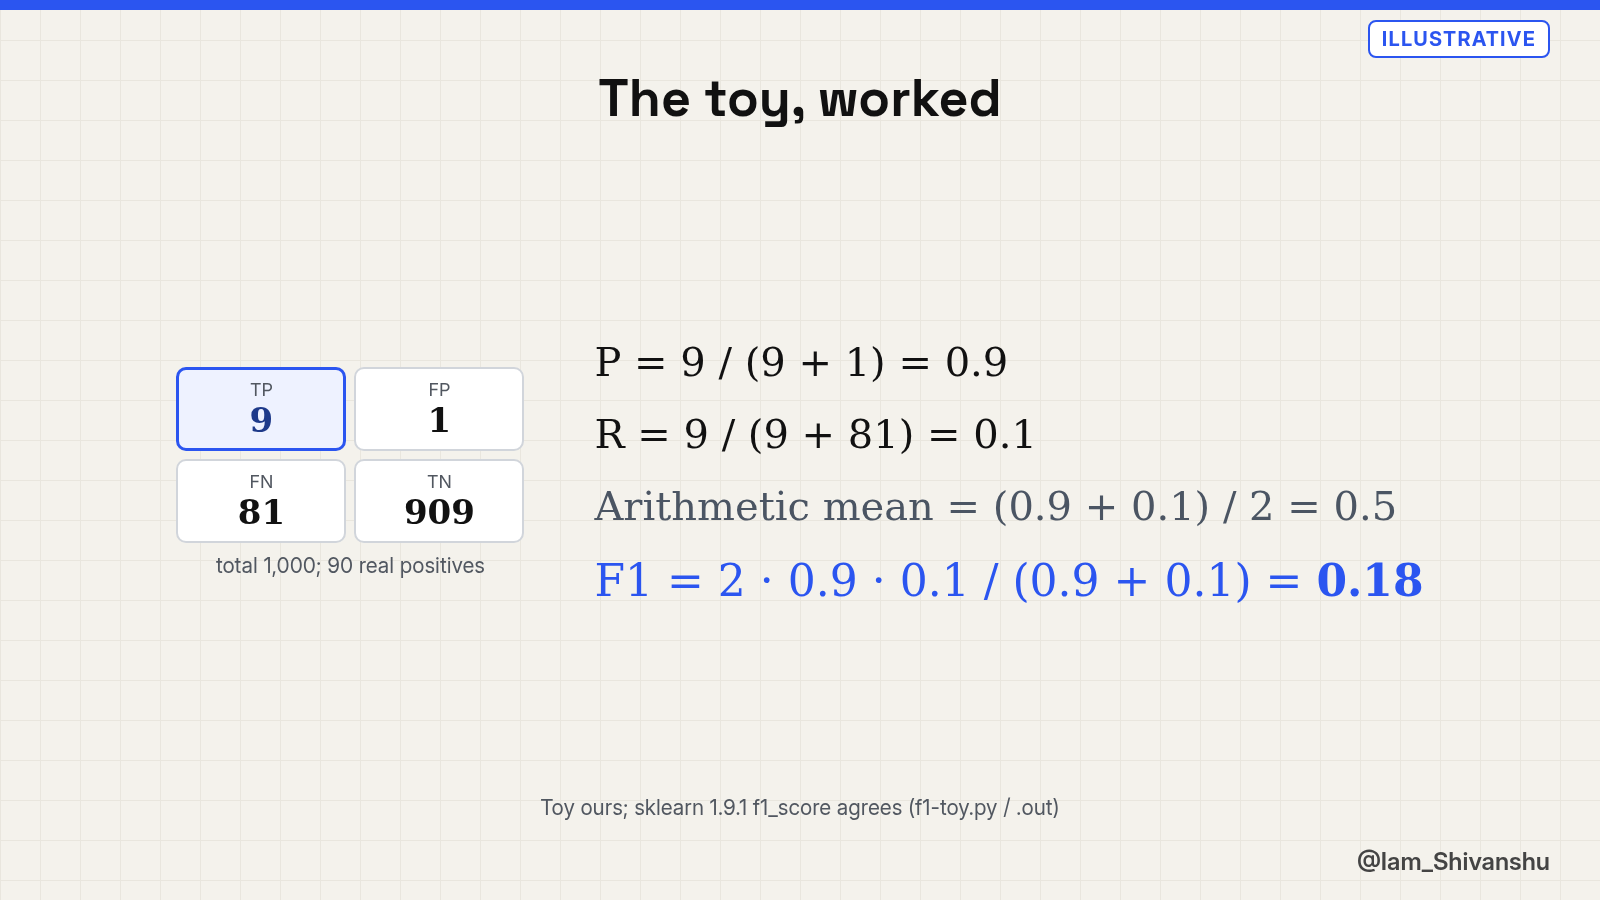 ILLUSTRATIVE
The toy, worked
TP
9
FP
1
FN
81
TN
909
total 1,000; 90 real positives
P = 9 / (9 + 1) = 0.9
R = 9 / (9 + 81) = 0.1
Arithmetic mean = (0.9 + 0.1) / 2 = 0.5
F1 = 2 · 0.9 · 0.1 / (0.9 + 0.1) = 0.18
Toy ours; sklearn 1.9.1 f1_score agrees (f1-toy.py / .out)
@Iam_Shivanshu